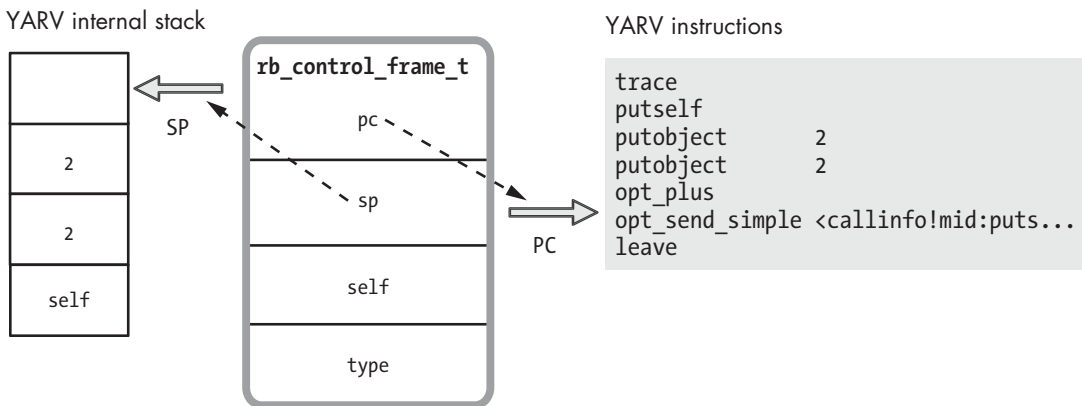 YARV internal stack
2
2
self
SP
rb_control_frame_t
pc
sp
self
type
PC
YARV instructions
trace
putself
putobject 2
putobject 2
opt_plus
opt_send_simple <callinfo!mid:puts...
leave